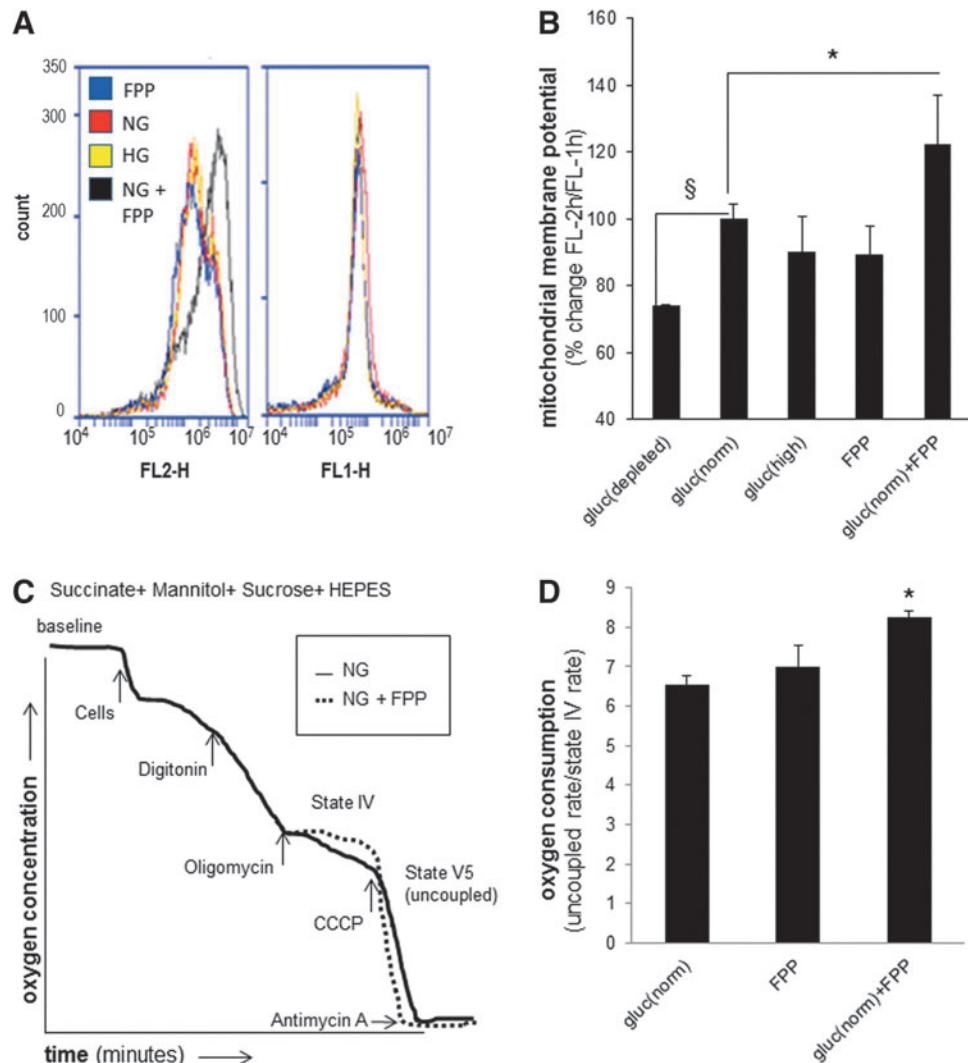 A
350
300
200
100
0
count
FPP
NG
HG
NG +
FPP
10^4 10^5 10^6 10^7
FL2-H
10^4 10^5 10^6 10^7
FL1-H
B
mitochondrial membrane potential
(% change FL-2h/FL-1h)
160
140
120
100
80
60
40
§
*
gluc(depleted)
gluc(norm)
gluc(high)
FPP
gluc(norm)+FPP
C
Succinate+ Mannitol+ Sucrose+ HEPES
baseline
NG
NG + FPP
Cells
Digitonin
State IV
Oligomycin
State V5
(uncoupled)
CCCP
Antimycin A
oxygen concentration
time (minutes)
D
oxygen consumption
(uncoupled rate/state IV rate)
9
8
7
6
5
4
3
2
1
0
*
gluc(norm)
FPP
gluc(norm)+FPP